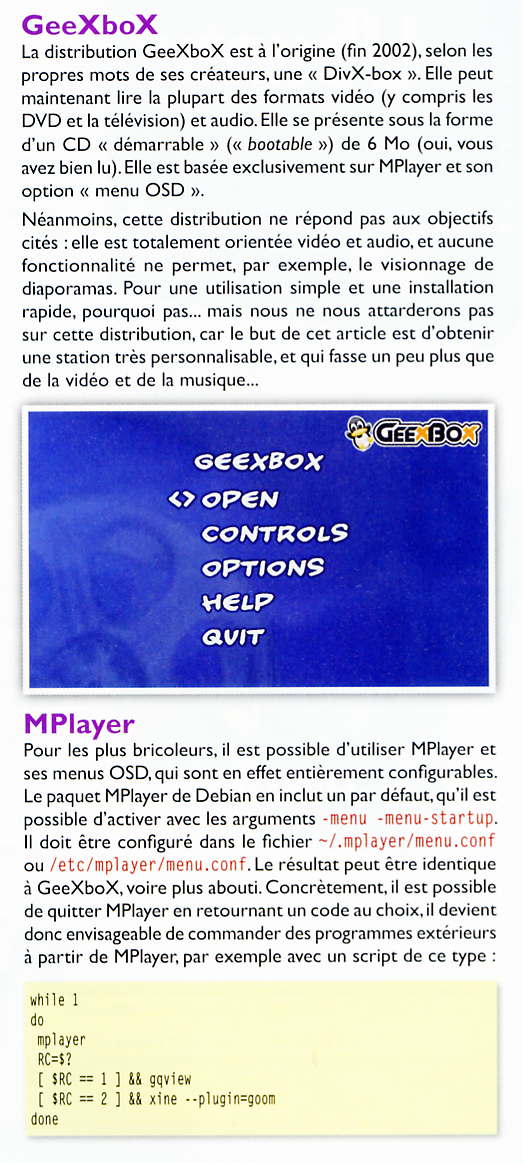 GeeXboX
La distribution GeeXboX est à l'origine (fin 2002), selon les
propres mots de ses créateurs, une « DivX-box ». Elle peut
maintenant lire la plupart des formats vidéo (y compris les
DVD et la télévision) et audio. Elle se présente sous la forme
d'un CD « démarrable » (« bootable ») de 6 Mo (oui, vous
avez bien lu). Elle est basée exclusivement sur MPlayer et son
option « menu OSD ».
Néanmoins, cette distribution ne répond pas aux objectifs
cités : elle est totalement orientée vidéo et audio, et aucune
fonctionnalité ne permet, par exemple, le visionnage de
diaporamas. Pour une utilisation simple et une installation
rapide, pourquoi pas... mais nous ne nous attarderons pas
sur cette distribution, car le but de cet article est d'obtenir
une station très personnalisable, et qui fasse un peu plus que
de la vidéo et de la musique...
GEEXBOX
GEEXBOX
<> OPEN
CONTROLS
OPTIONS
HELP
QUIT
MPlayer
Pour les plus bricoleurs, il est possible d'utiliser MPlayer et
ses menus OSD, qui sont en effet entièrement configurables.
Le paquet MPlayer de Debian en inclut un par défaut, qu'il est
possible d'activer avec les arguments -menu -menu-startup.
Il doit être configuré dans le fichier ~/.mplayer/menu.conf
ou /etc/mplayer/menu.conf. Le résultat peut être identique
à GeeXboX, voire plus abouti. Concrètement, il est possible
de quitter MPlayer en retournant un code au choix, il devient
donc envisageable de commander des programmes extérieurs
à partir de MPlayer, par exemple avec un script de ce type :
while 1
do
mplayer
RC=$?
[ $RC == 1 ] && gqview
[ $RC == 2 ] && xine --plugin=goom
done